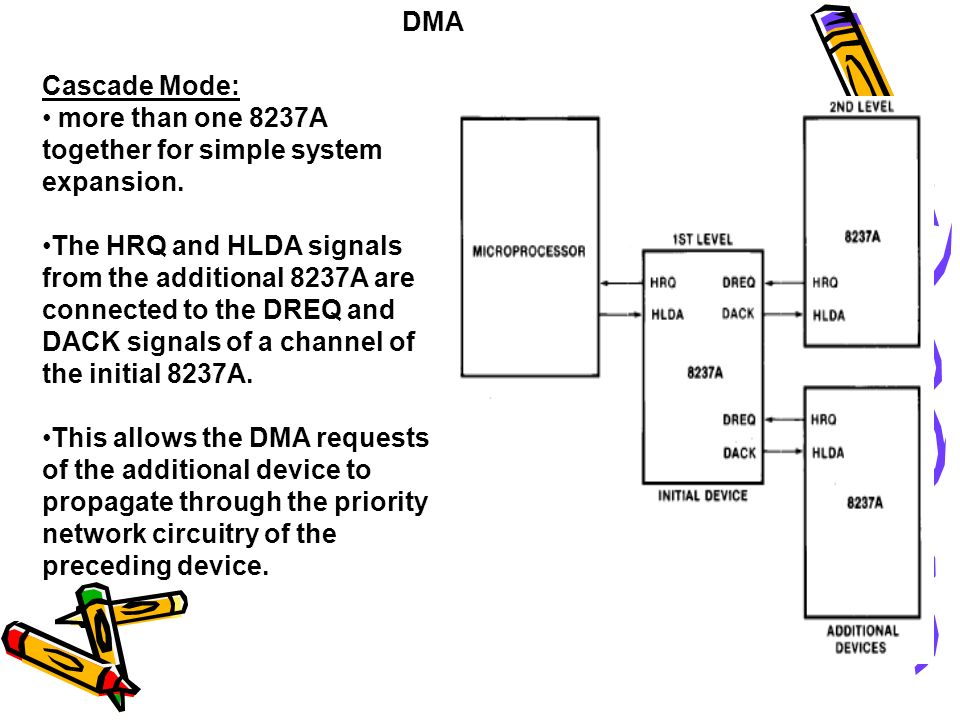 DMA
Cascade Mode:
• more than one 8237A
together for simple system
expansion.
•The HRQ and HLDA signals
from the additional 8237A are
connected to the DREQ and
DACK signals of a channel of
the initial 8237A.
•This allows the DMA requests
of the additional device to
propagate through the priority
network circuitry of the
preceding device.
2ND LEVEL
8237A
MICROPROCESSOR
1ST LEVEL
HRQ DREQ HRQ
HLDA DACK HLDA
8237A
DREQ HRQ
DACK HLDA
INITIAL DEVICE
8237A
ADDITIONAL
DEVICES